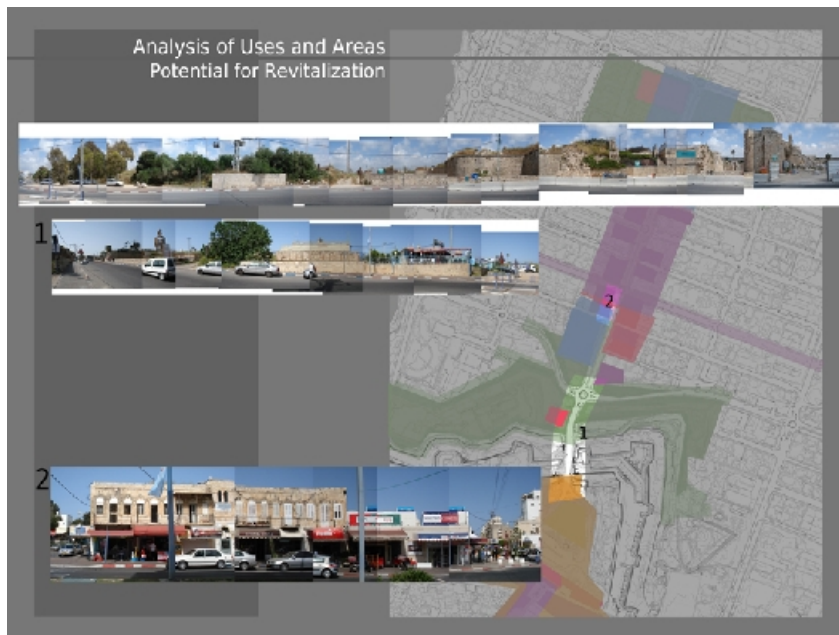 Analysis of Uses and Areas
Potential for Revitalization
1
2
2
1